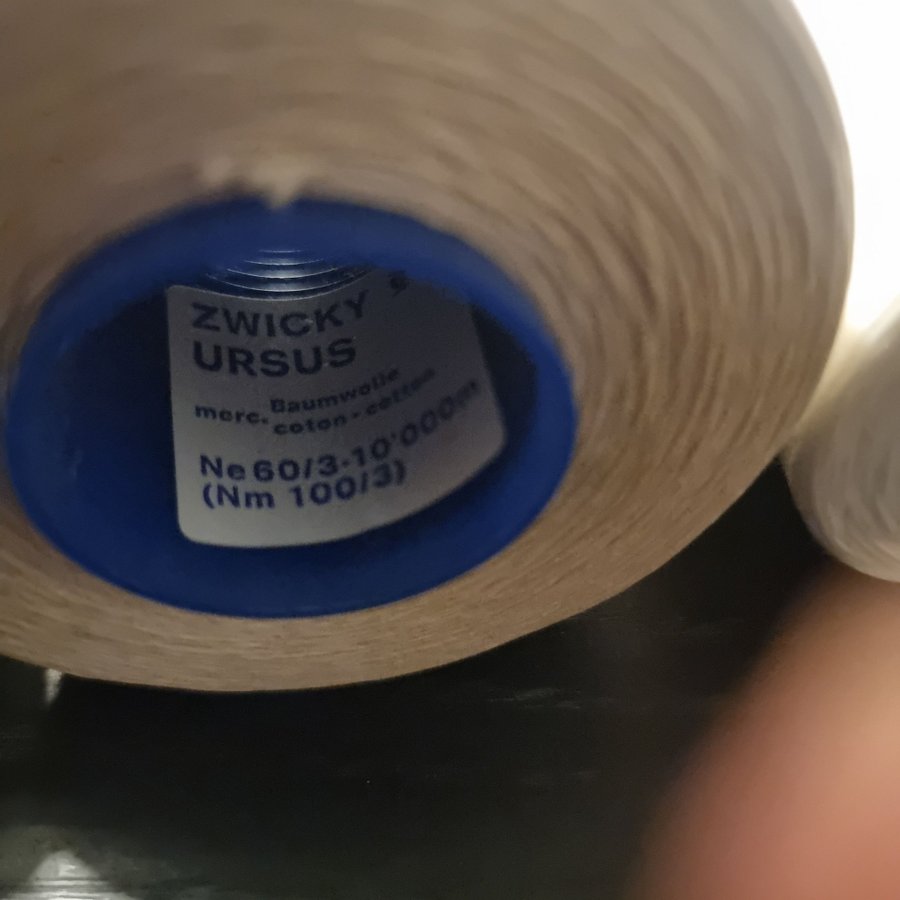 ZWICKY
URSUS
merc. Baumwolle
coton - cotton
Ne 60/3-10'000m
(Nm 100/3)